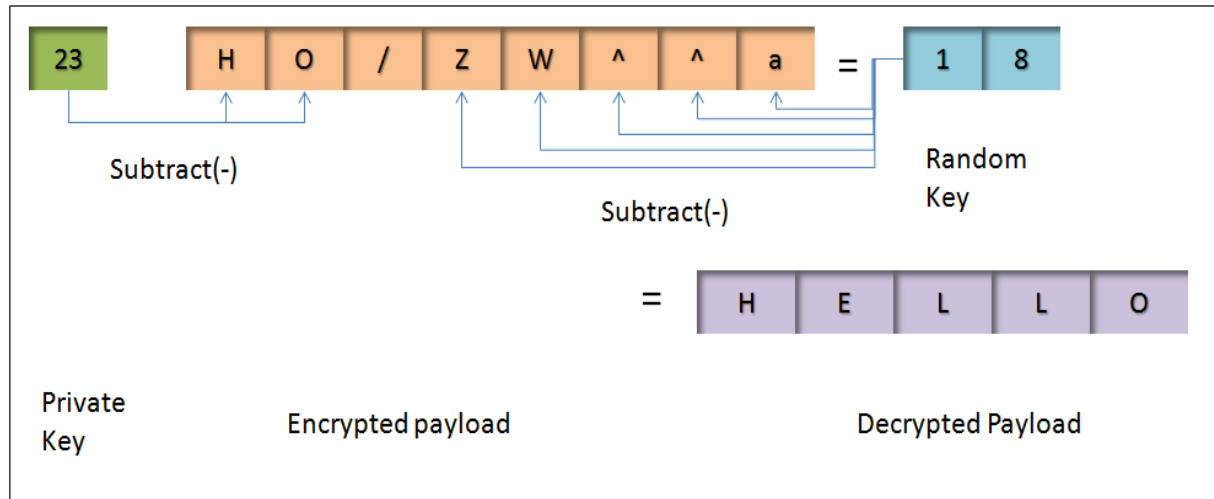 23 H O / Z W ^ ^ a = 1 8
Subtract(-)
Random
Key
Subtract(-)
= H E L L O
Private
Key
Encrypted payload
Decrypted Payload